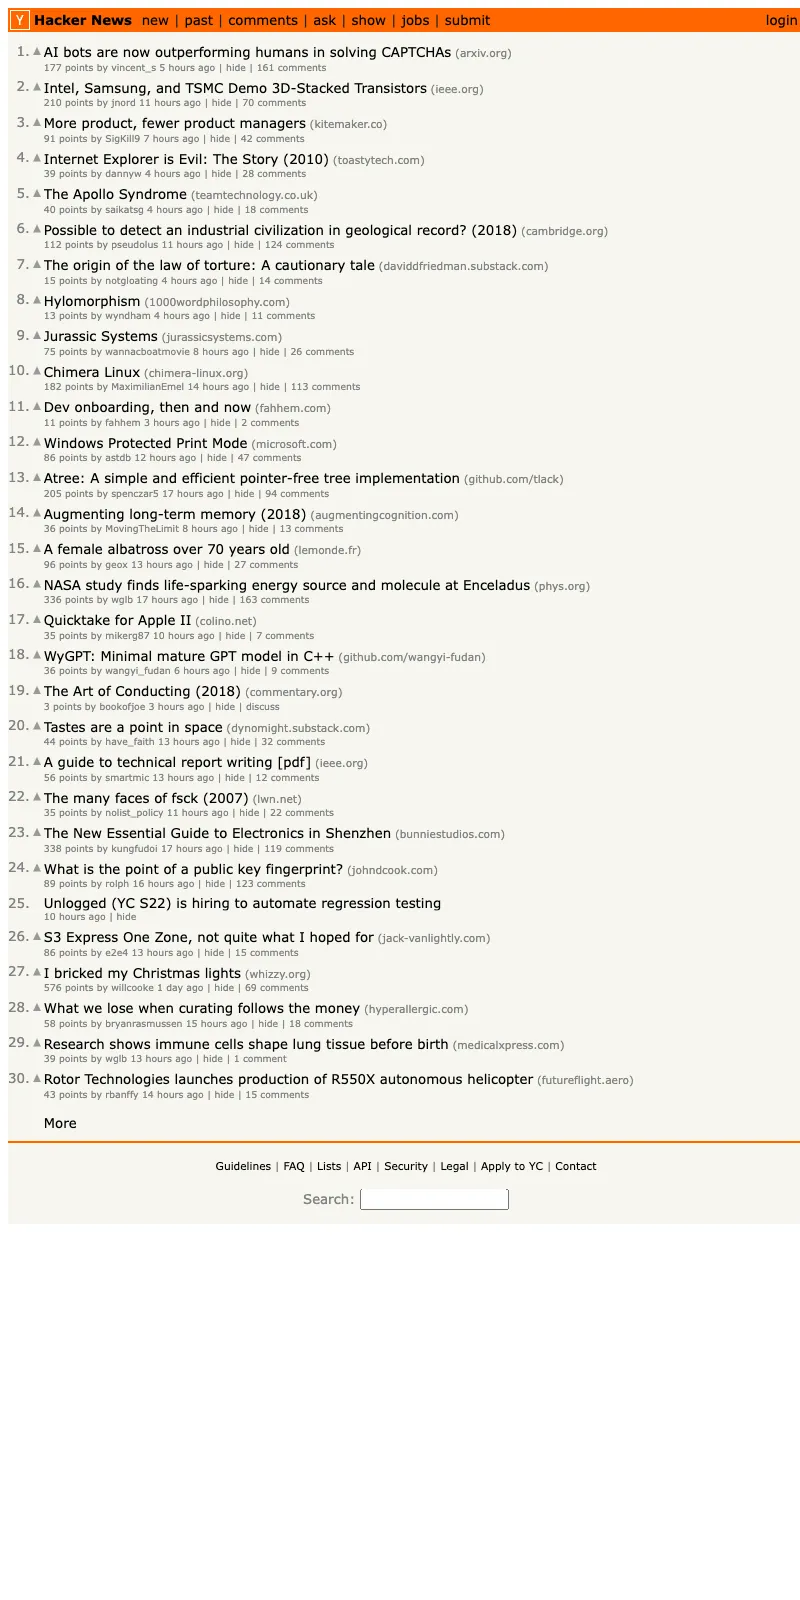 Y Hacker News new | past | comments | ask | show | jobs | submit login
1. ▲ AI bots are now outperforming humans in solving CAPTCHAs (arxiv.org)
177 points by vincent_s 5 hours ago | hide | 161 comments
2. ▲ Intel, Samsung, and TSMC Demo 3D-Stacked Transistors (ieee.org)
210 points by jnord 11 hours ago | hide | 70 comments
3. ▲ More product, fewer product managers (kitemaker.co)
91 points by SigKill9 7 hours ago | hide | 42 comments
4. ▲ Internet Explorer is Evil: The Story (2010) (toastytech.com)
39 points by dannyw 4 hours ago | hide | 28 comments
5. ▲ The Apollo Syndrome (teamtechnology.co.uk)
40 points by saikatsg 4 hours ago | hide | 18 comments
6. ▲ Possible to detect an industrial civilization in geological record? (2018) (cambridge.org)
112 points by pseudolus 11 hours ago | hide | 124 comments
7. ▲ The origin of the law of torture: A cautionary tale (daviddfriedman.substack.com)
15 points by notgloating 4 hours ago | hide | 14 comments
8. ▲ Hylomorphism (1000wordphilosophy.com)
13 points by wyndham 4 hours ago | hide | 11 comments
9. ▲ Jurassic Systems (jurassicsystems.com)
75 points by wannacboatmovie 8 hours ago | hide | 26 comments
10. ▲ Chimera Linux (chimera-linux.org)
182 points by MaximilianEmel 14 hours ago | hide | 113 comments
11. ▲ Dev onboarding, then and now (fahhem.com)
11 points by fahhem 3 hours ago | hide | 2 comments
12. ▲ Windows Protected Print Mode (microsoft.com)
86 points by astdb 12 hours ago | hide | 47 comments
13. ▲ Atree: A simple and efficient pointer-free tree implementation (github.com/tlack)
205 points by spenczar5 17 hours ago | hide | 94 comments
14. ▲ Augmenting long-term memory (2018) (augmentingcognition.com)
36 points by MovingTheLimit 8 hours ago | hide | 13 comments
15. ▲ A female albatross over 70 years old (lemonde.fr)
96 points by geox 13 hours ago | hide | 27 comments
16. ▲ NASA study finds life-sparking energy source and molecule at Enceladus (phys.org)
336 points by wglb 17 hours ago | hide | 163 comments
17. ▲ Quicktake for Apple II (colino.net)
35 points by mikerg87 10 hours ago | hide | 7 comments
18. ▲ WyGPT: Minimal mature GPT model in C++ (github.com/wangyi-fudan)
36 points by wangyi_fudan 6 hours ago | hide | 9 comments
19. ▲ The Art of Conducting (2018) (commentary.org)
3 points by bookofjoe 3 hours ago | hide | discuss
20. ▲ Tastes are a point in space (dynomight.substack.com)
44 points by have_faith 13 hours ago | hide | 32 comments
21. ▲ A guide to technical report writing [pdf] (ieee.org)
56 points by smartmic 13 hours ago | hide | 12 comments
22. ▲ The many faces of fsck (2007) (lwn.net)
35 points by nolist_policy 11 hours ago | hide | 22 comments
23. ▲ The New Essential Guide to Electronics in Shenzhen (bunniestudios.com)
338 points by kungfudoi 17 hours ago | hide | 119 comments
24. ▲ What is the point of a public key fingerprint? (johndcook.com)
89 points by rolph 16 hours ago | hide | 123 comments
25. Unlogged (YC S22) is hiring to automate regression testing
10 hours ago | hide
26. ▲ S3 Express One Zone, not quite what I hoped for (jack-vanlightly.com)
86 points by e2e4 13 hours ago | hide | 15 comments
27. ▲ I bricked my Christmas lights (whizzy.org)
576 points by willcooke 1 day ago | hide | 69 comments
28. ▲ What we lose when curating follows the money (hyperallergic.com)
58 points by bryanrasmussen 15 hours ago | hide | 18 comments
29. ▲ Research shows immune cells shape lung tissue before birth (medicalxpress.com)
39 points by wglb 13 hours ago | hide | 1 comment
30. ▲ Rotor Technologies launches production of R550X autonomous helicopter (futureflight.aero)
43 points by rbanffy 14 hours ago | hide | 15 comments
More
Guidelines | FAQ | Lists | API | Security | Legal | Apply to YC | Contact
Search: